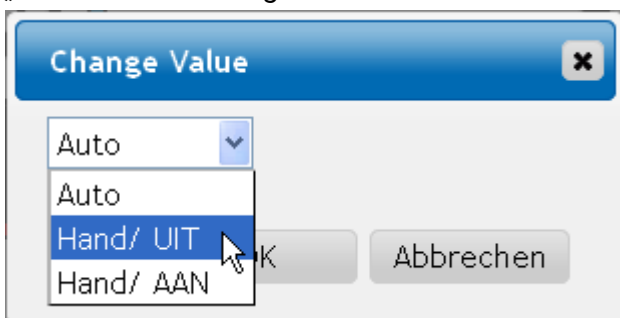 Change Value
Auto
Auto
Hand/ UIT
Hand/ AAN
Abbrechen